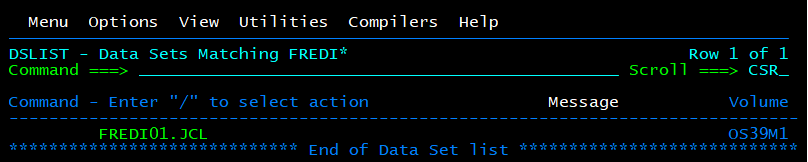 Menu Options View Utilities Compilers Help
DSLIST - Data Sets Matching FREDI* Row 1 of 1
Command ===> Scroll ===> CSR_
Command - Enter "/" to select action Message Volume
FREDI01.JCL OS39M1
***************************** End of Data Set list ****************************